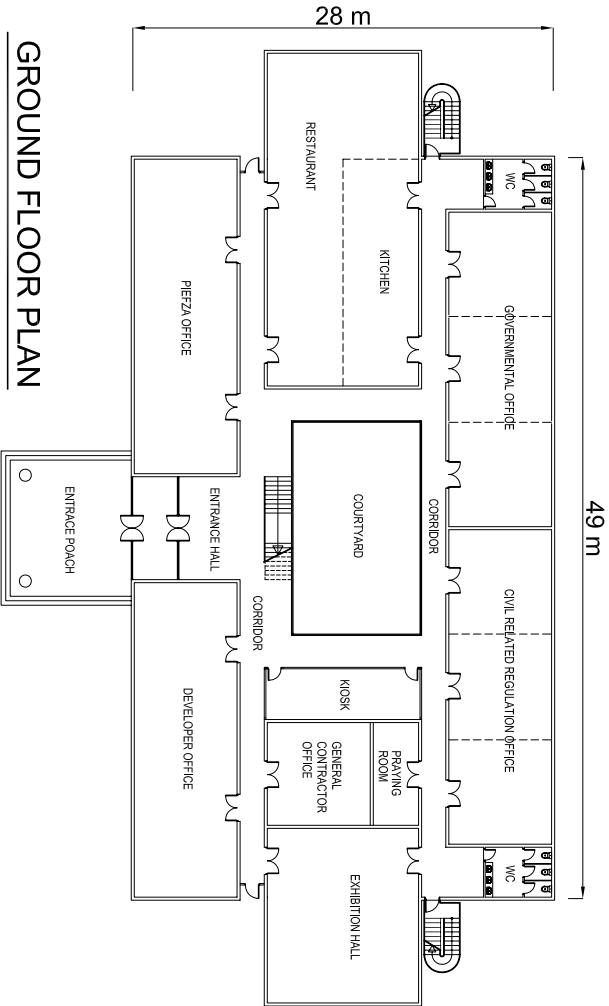 28 m
49 m
GROUND FLOOR PLAN
RESTAURANT
KITCHEN
WC
GOVERNMENTAL OFFICE
PIEFZA OFFICE
COURTYARD
CORRIDOR
ENTRANCE HALL
ENTRACE POACH
CORRIDOR
CIVIL RELATED REGULATION OFFICE
KIOSK
DEVELOPER OFFICE
GENERAL
CONTRACTOR
OFFICE
PRAYING
ROOM
WC
EXHIBITION HALL